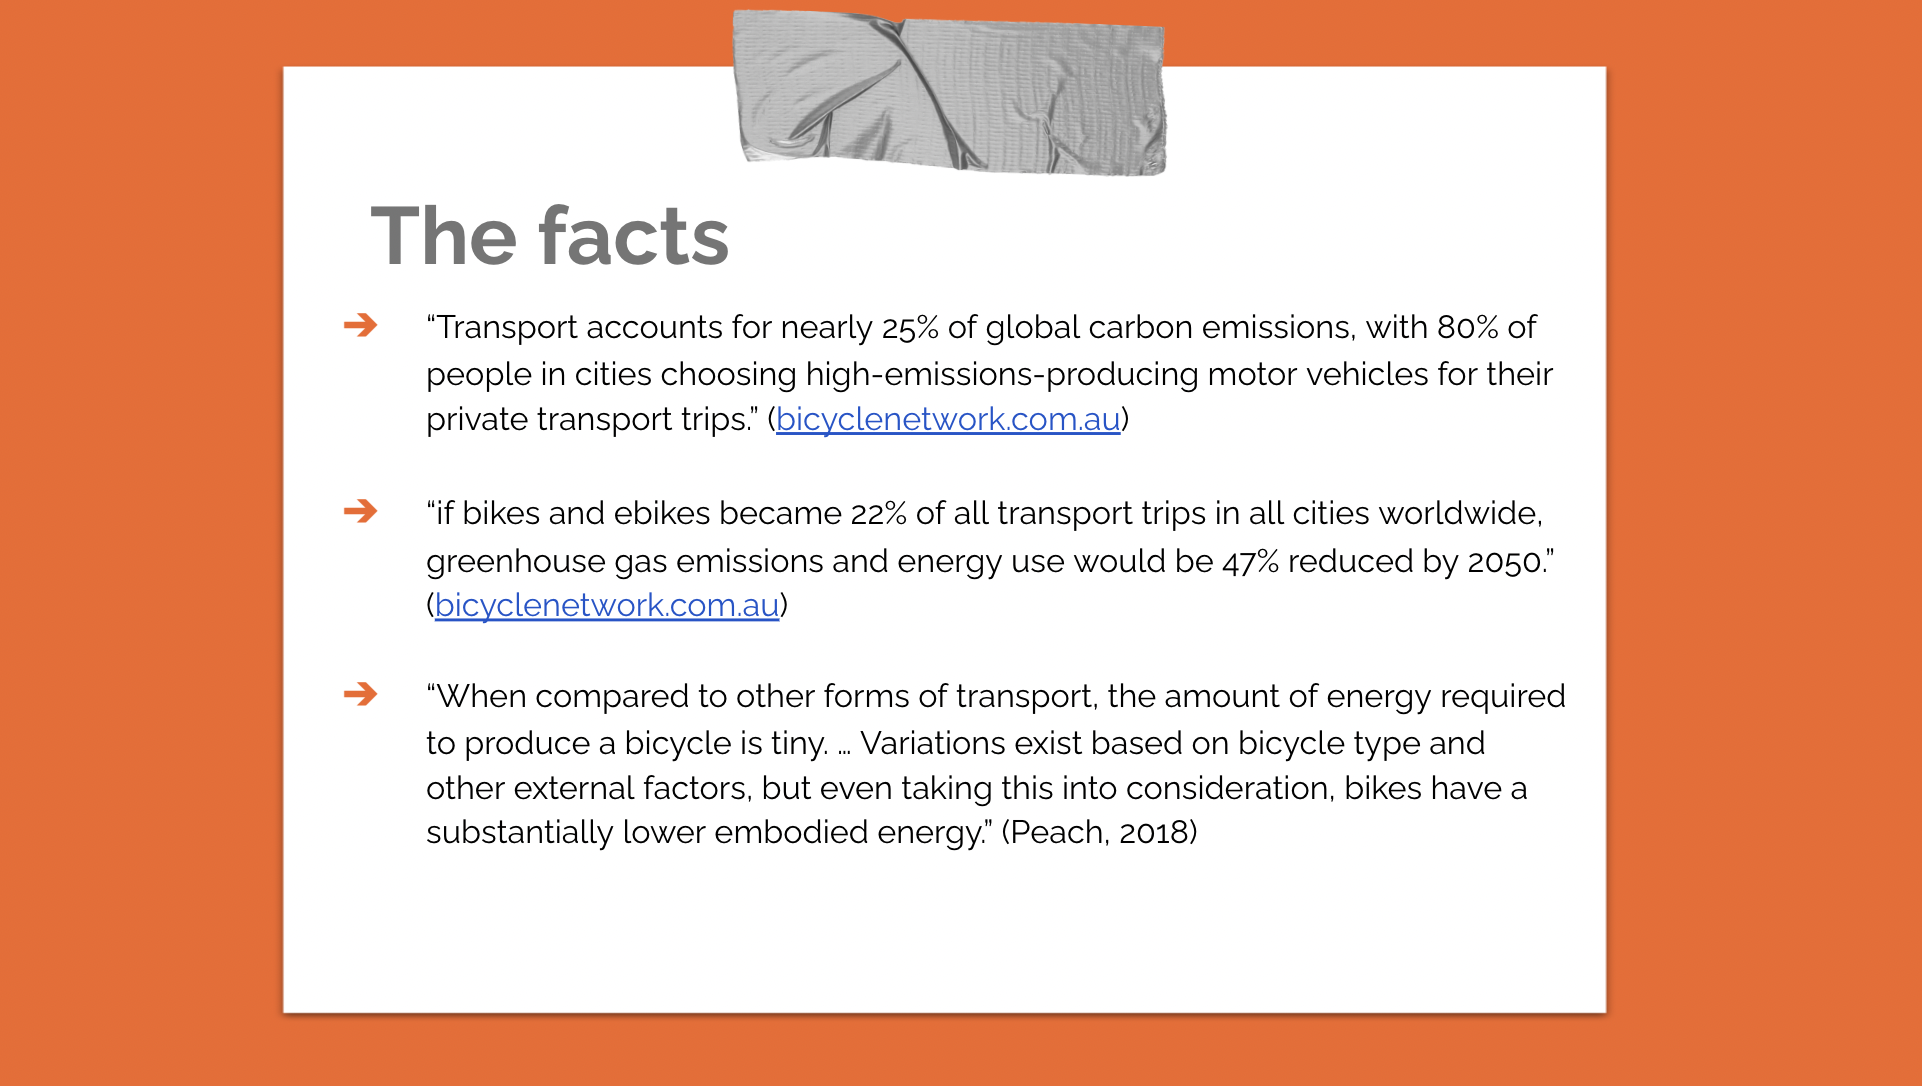 The facts
➔ “Transport accounts for nearly 25% of global carbon emissions, with 80% of
people in cities choosing high-emissions-producing motor vehicles for their
private transport trips.” (bicyclenetwork.com.au)
➔ “if bikes and ebikes became 22% of all transport trips in all cities worldwide,
greenhouse gas emissions and energy use would be 47% reduced by 2050.”
(bicyclenetwork.com.au)
➔ “When compared to other forms of transport, the amount of energy required
to produce a bicycle is tiny. … Variations exist based on bicycle type and
other external factors, but even taking this into consideration, bikes have a
substantially lower embodied energy.” (Peach, 2018)